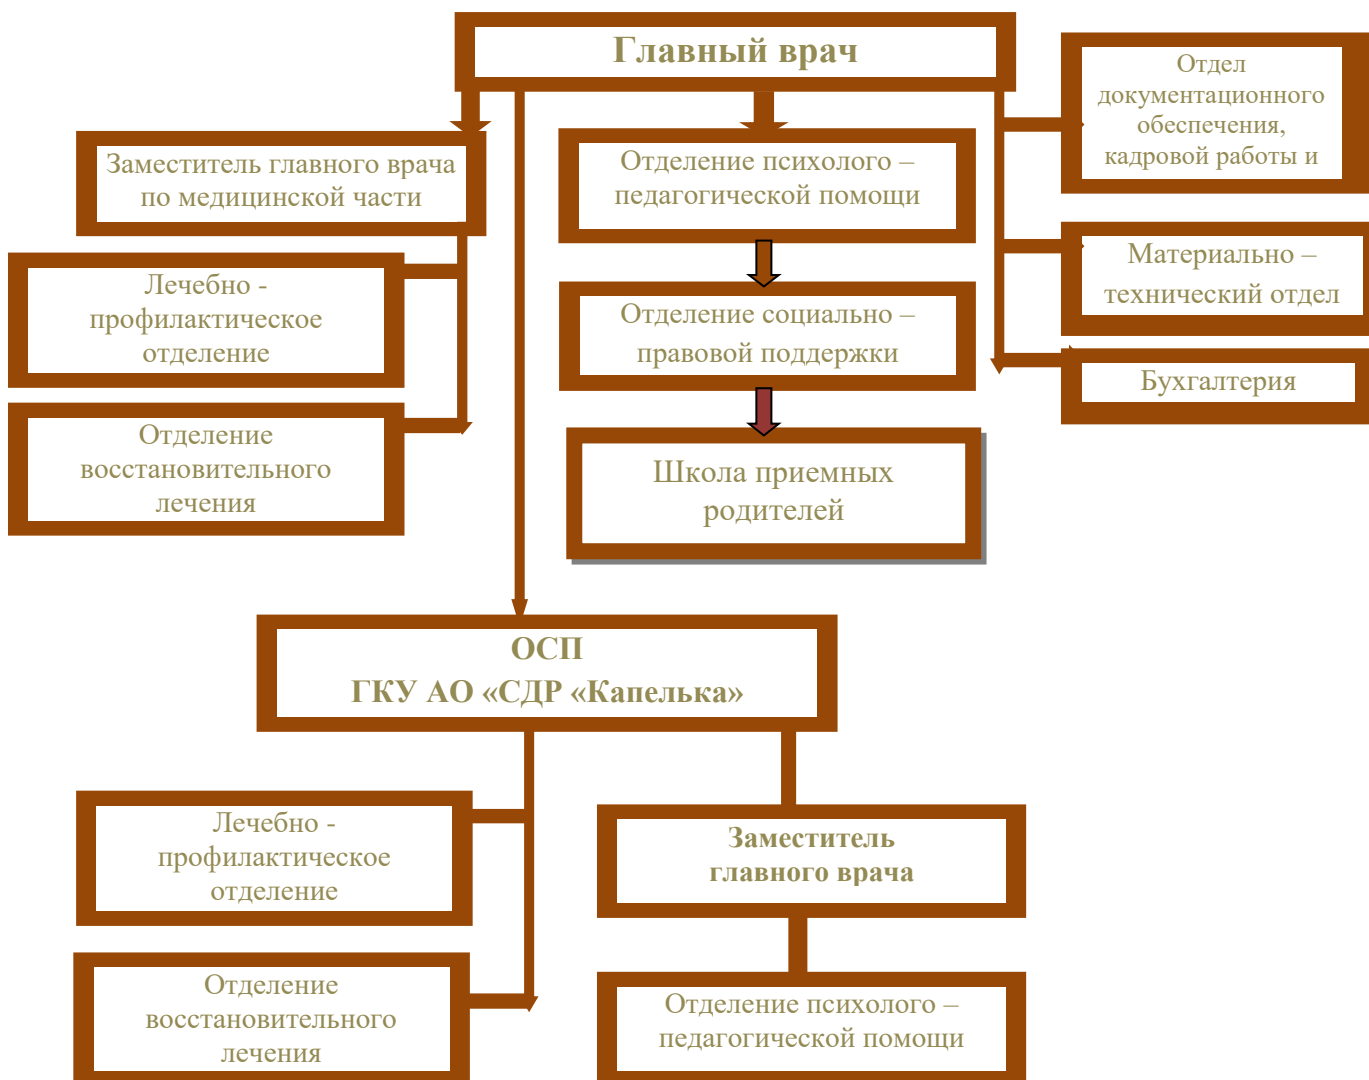 Главный врач
Отдел
документационного
обеспечения,
кадровой работы и
Заместитель главного врача
по медицинской части
Отделение психолого –
педагогической помощи
Материально –
технический отдел
Лечебно -
профилактическое
отделение
Отделение социально –
правовой поддержки
Бухгалтерия
Отделение
восстановительного
лечения
Школа приемных
родителей
ОСП
ГКУ АО «СДР «Капелька»
Лечебно -
профилактическое
отделение
Заместитель
главного врача
Отделение
восстановительного
лечения
Отделение психолого –
педагогической помощи